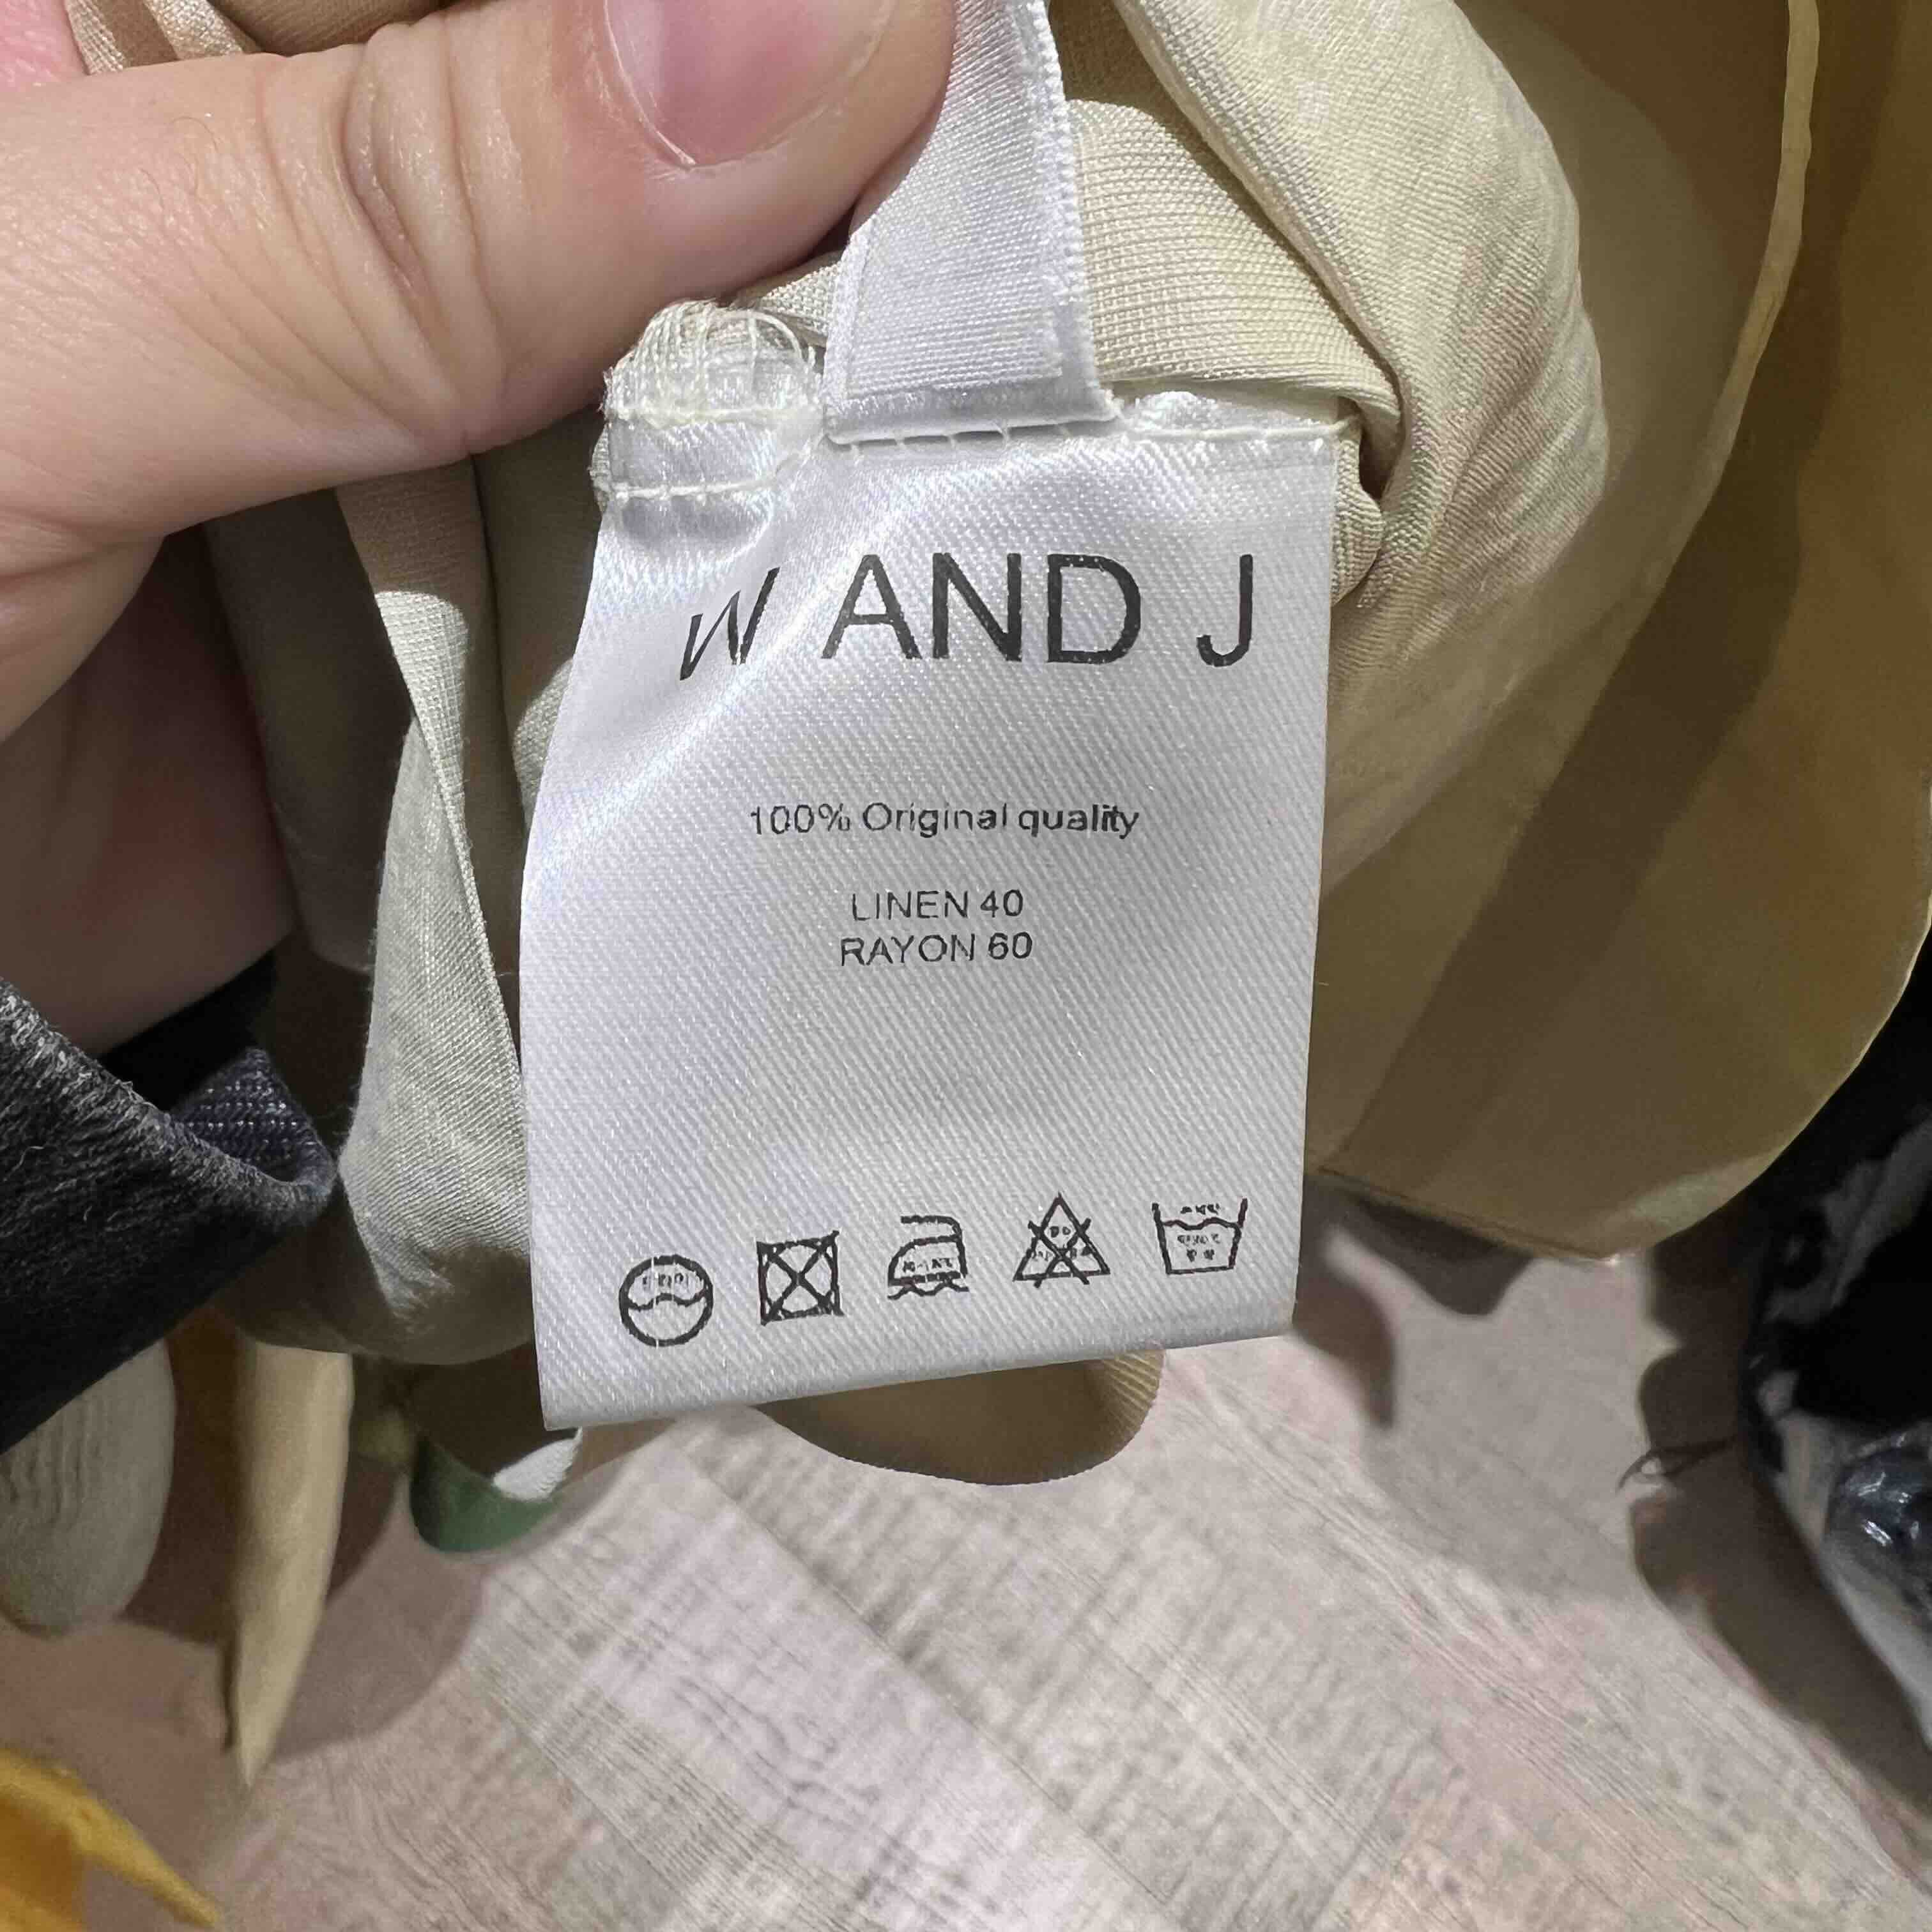 W AND J
100% Original quality
LINEN 40
RAYON 60